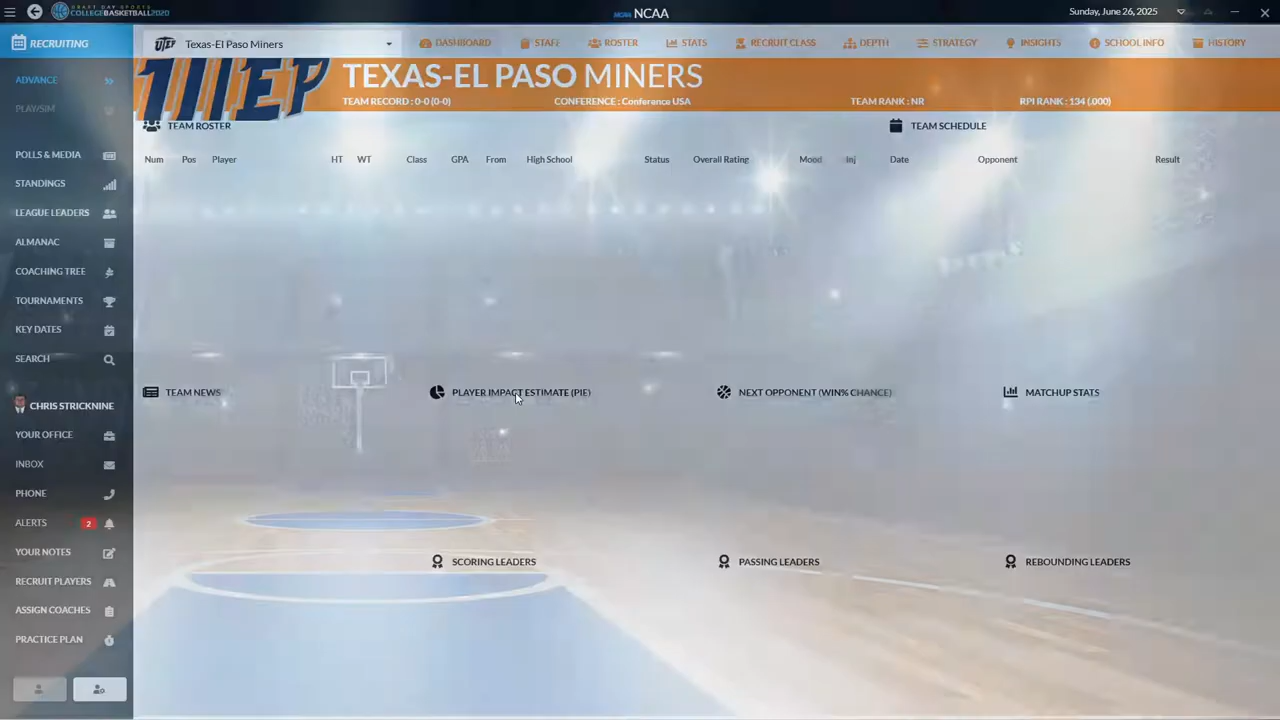 DRAFT DAY SPORTS
COLLEGE BASKETBALL 2020
NCAA NCAA
Sunday, June 26, 2025
RECRUITING
UTEP Texas-El Paso Miners
DASHBOARD STAFF ROSTER STATS RECRUIT CLASS DEPTH STRATEGY INSIGHTS SCHOOL INFO HISTORY
UTEP
TEXAS-EL PASO MINERS
TEAM RECORD : 0-0 (0-0) CONFERENCE : Conference USA TEAM RANK : NR RPI RANK : 134 (.000)
ADVANCE
PLAY/SIM
POLLS & MEDIA
STANDINGS
LEAGUE LEADERS
ALMANAC
COACHING TREE
TOURNAMENTS
KEY DATES
SEARCH
CHRIS STRICKNINE
YOUR OFFICE
INBOX
PHONE
ALERTS 2
YOUR NOTES
RECRUIT PLAYERS
ASSIGN COACHES
PRACTICE PLAN
TEAM ROSTER
Num Pos Player HT WT Class GPA From High School Status Overall Rating Mood Inj
TEAM SCHEDULE
Date Opponent Result
TEAM NEWS
PLAYER IMPACT ESTIMATE (PIE)
NEXT OPPONENT (WIN% CHANCE)
MATCHUP STATS
SCORING LEADERS
PASSING LEADERS
REBOUNDING LEADERS